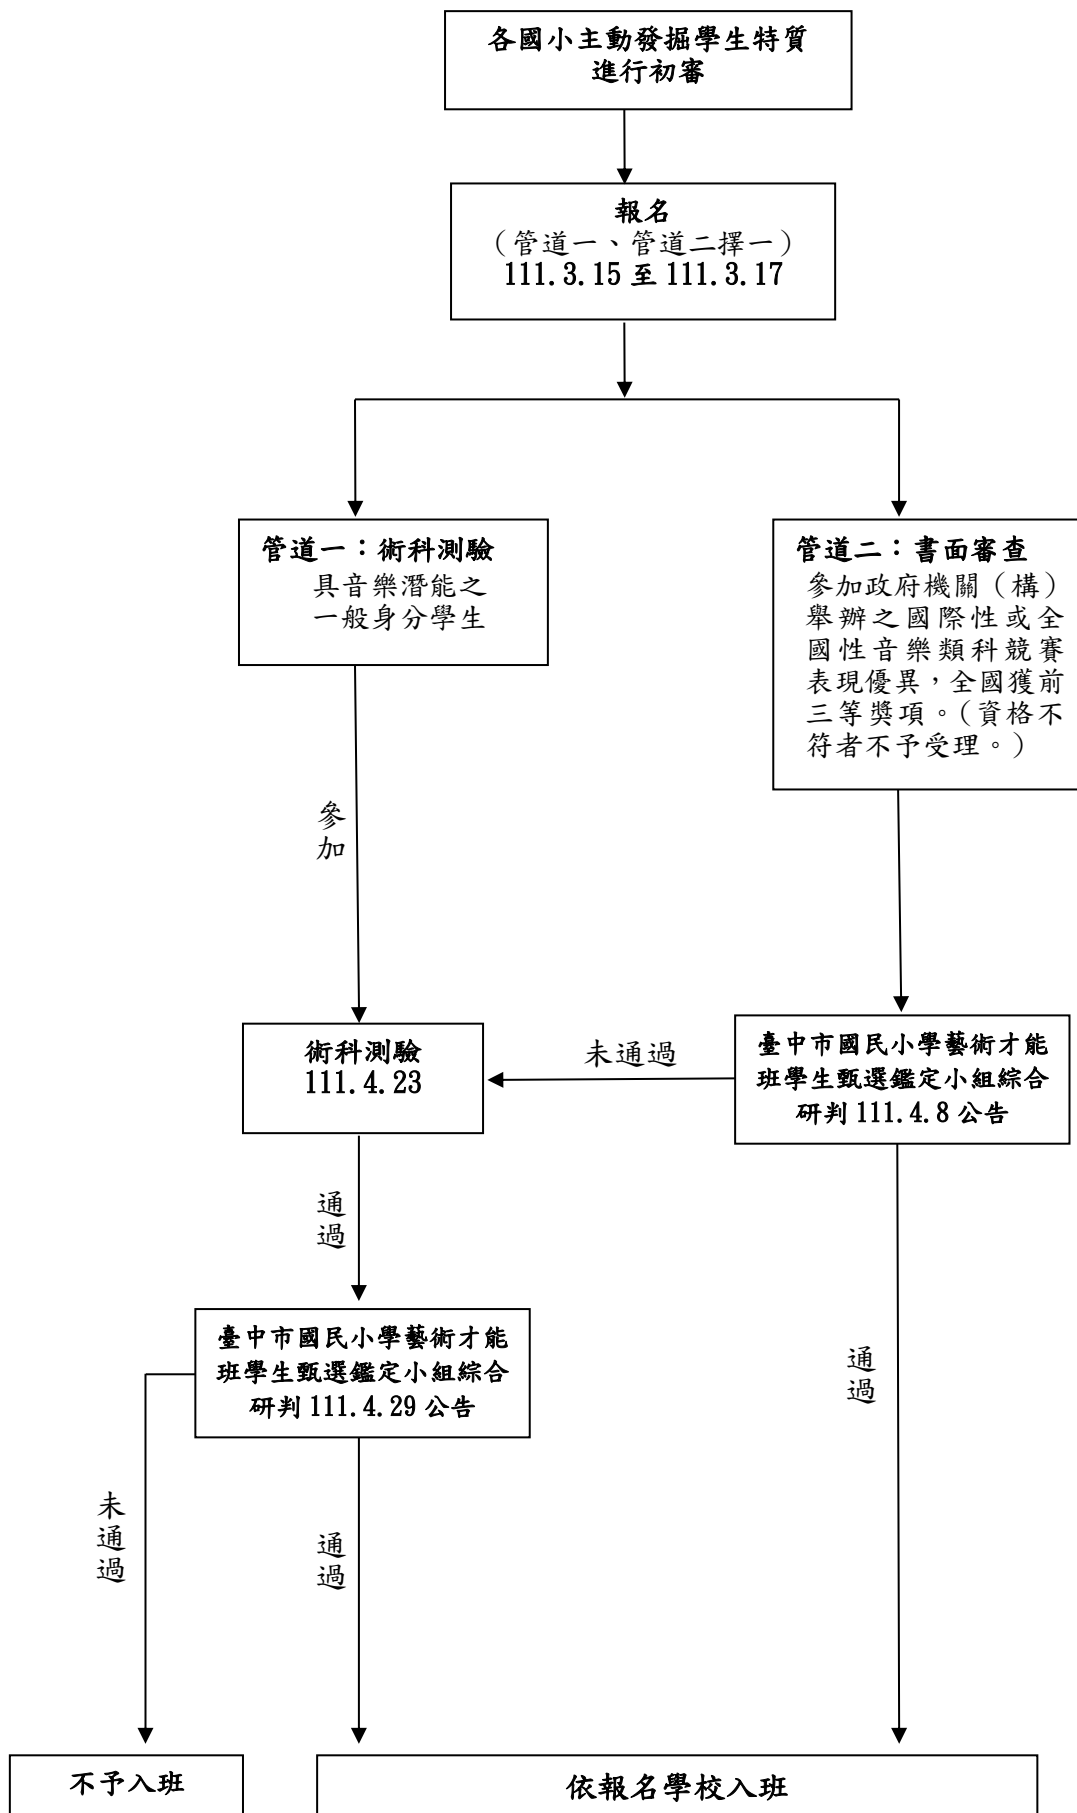 各國小主動發掘學生特質
進行初審
報名
（管道一、管道二擇一）
111.3.15 至 111.3.17
管道一：術科測驗
具音樂潛能之
一般身分學生
管道二：書面審查
參加政府機關（構）
舉辦之國際性或全
國性音樂類科競賽
表現優異，全國獲前
三等獎項。（資格不
符者不予受理。）
參
加
術科測驗
111.4.23
未通過
臺中市國民小學藝術才能
班學生甄選鑑定小組綜合
研判 111.4.8 公告
通
過
臺中市國民小學藝術才能
班學生甄選鑑定小組綜合
研判 111.4.29 公告
通
過
未
通
過
通
過
不予入班
依報名學校入班